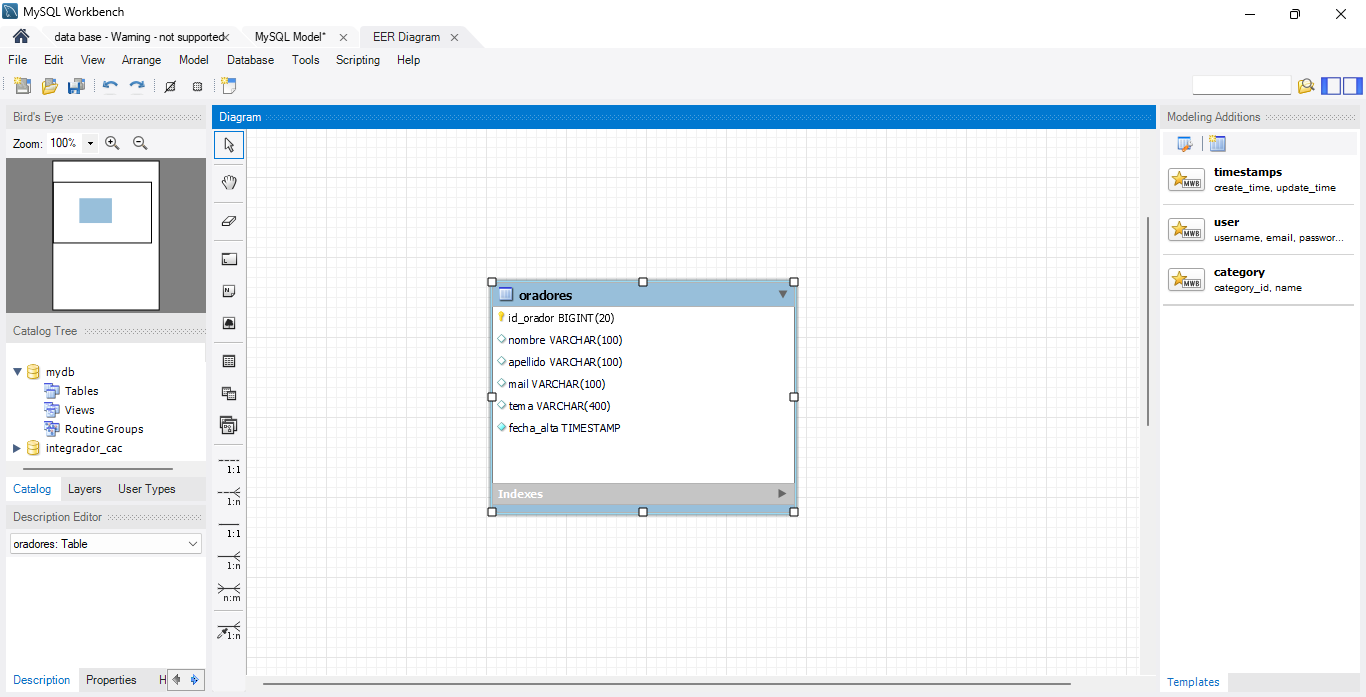 MySQL Workbench
data base - Warning - not supported
MySQL Model*
EER Diagram
File Edit View Arrange Model Database Tools Scripting Help
Bird's Eye
Zoom: 100%
Catalog Tree
mydb
Tables
Views
Routine Groups
integrador_cac
Catalog Layers User Types
Description Editor
oradores: Table
Description Properties H
Diagram
L
N
1:1
1:n
1:1
1:n
n:m
1:n
oradores
id_orador BIGINT(20)
nombre VARCHAR(100)
apellido VARCHAR(100)
mail VARCHAR(100)
tema VARCHAR(400)
fecha_alta TIMESTAMP
Indexes
Modeling Additions
MWB
timestamps
create_time, update_time
MWB
user
username, email, passwor...
MWB
category
category_id, name
Templates